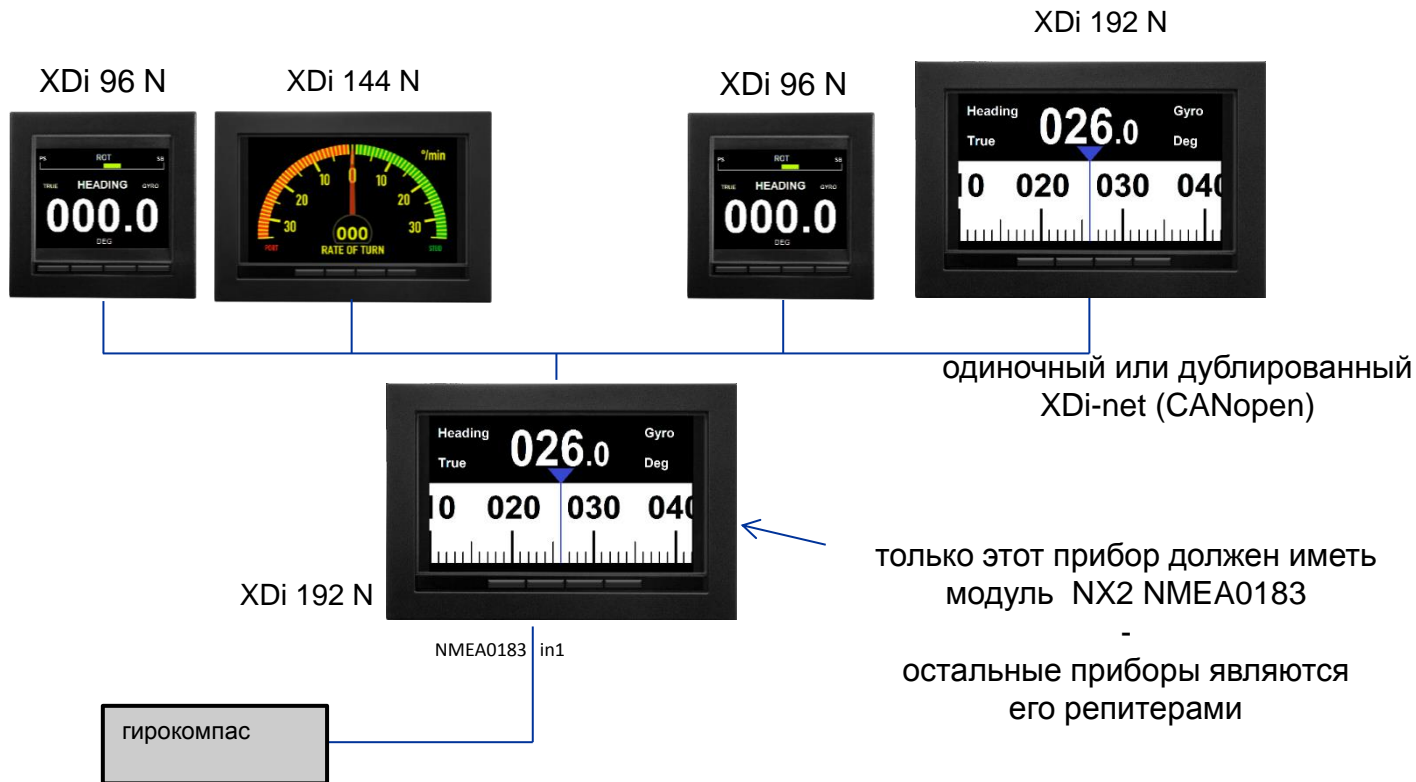 XDi 192 N
XDi 96 N
XDi 144 N
XDi 96 N
PS ROT SB
TRUE HEADING GYRO
000.0
DEG
°/min
10 0 10
20 20
30 000 30
PORT RATE OF TURN STBD
PS ROT SB
TRUE HEADING GYRO
000.0
DEG
Heading 026.0 Gyro
True Deg
10 020 030 040
одиночный или дублированный
XDi-net (CANopen)
Heading 026.0 Gyro
True Deg
10 020 030 040
XDi 192 N
только этот прибор должен иметь
модуль NX2 NMEA0183
-
остальные приборы являются
его репитерами
NMEA0183 in1
гирокомпас